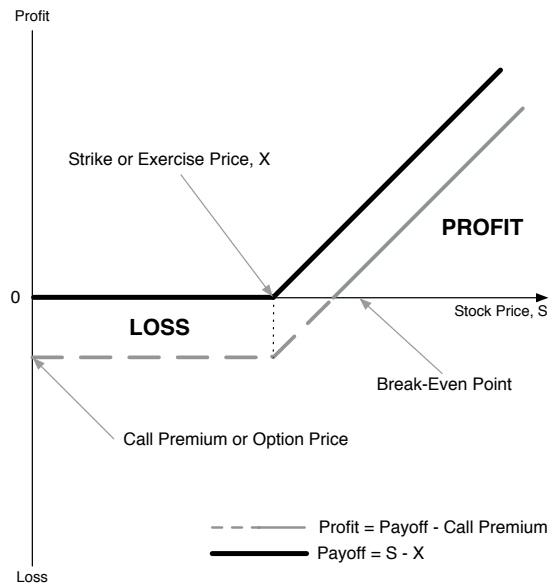 Profit
Strike or Exercise Price, X
PROFIT
0
Stock Price, S
LOSS
Break-Even Point
Call Premium or Option Price
Profit = Payoff - Call Premium
Payoff = S - X
Loss